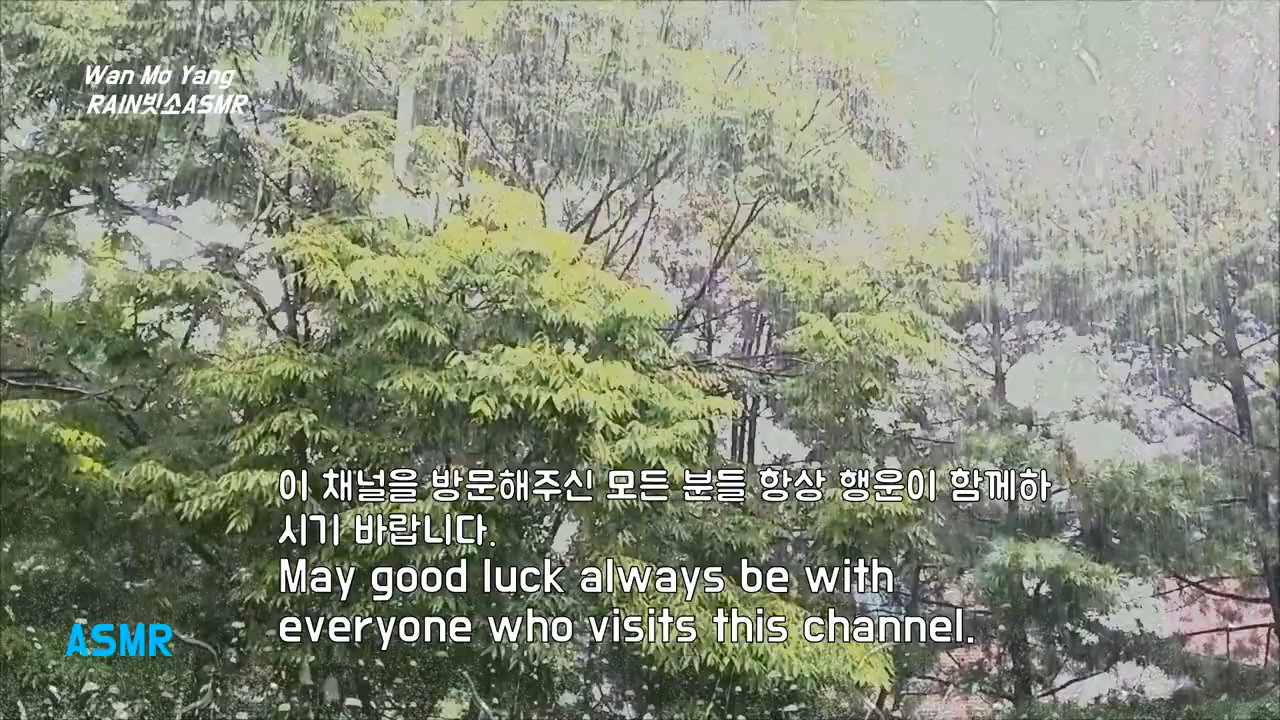 Wan Mo Yang
RAIN빗소ASMR
이 채널을 방문해주신 모든 분들 항상 행운이 함께하
시기 바랍니다.
May good luck always be with
everyone who visits this channel.
ASMR